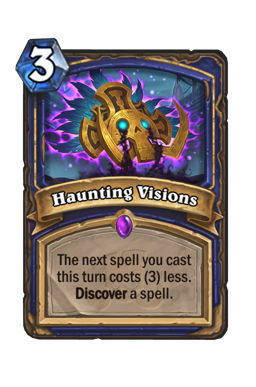 3
Haunting Visions
The next spell you cast
this turn costs (3) less.
Discover a spell.